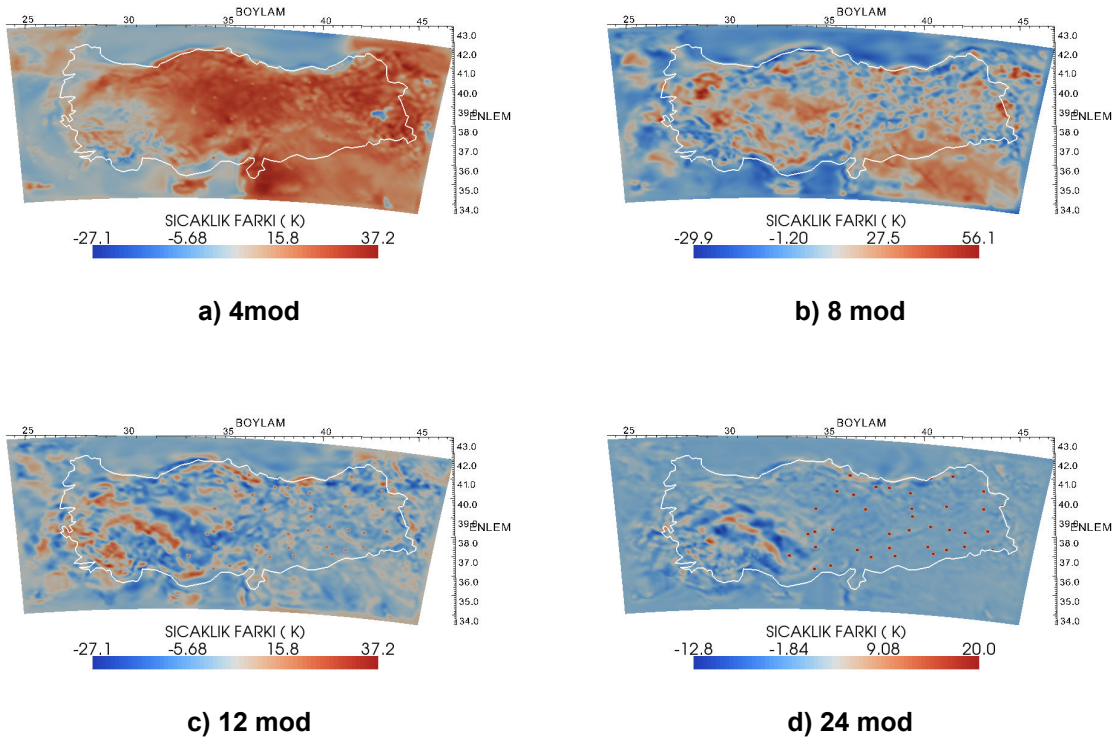 BOYLAM
25 30 35 40 45
43.0
42.0
41.0
40.0
39.0
ENLEM
38.0
37.0
36.0
35.0
34.0
SICAKLIK FARKI ( K)
-27.1 -5.68 15.8 37.2
a) 4mod
BOYLAM
25 30 35 40 45
43.0
42.0
41.0
40.0
39.0
ENLEM
38.0
37.0
36.0
35.0
34.0
SICAKLIK FARKI ( K)
-29.9 -1.20 27.5 56.1
b) 8 mod
BOYLAM
25 30 35 40 45
43.0
42.0
41.0
40.0
39.0
ENLEM
38.0
37.0
36.0
35.0
34.0
SICAKLIK FARKI ( K)
-27.1 -5.68 15.8 37.2
c) 12 mod
BOYLAM
25 30 35 40 45
43.0
42.0
41.0
40.0
39.0
ENLEM
38.0
37.0
36.0
35.0
34.0
SICAKLIK FARKI ( K)
-12.8 -1.84 9.08 20.0
d) 24 mod